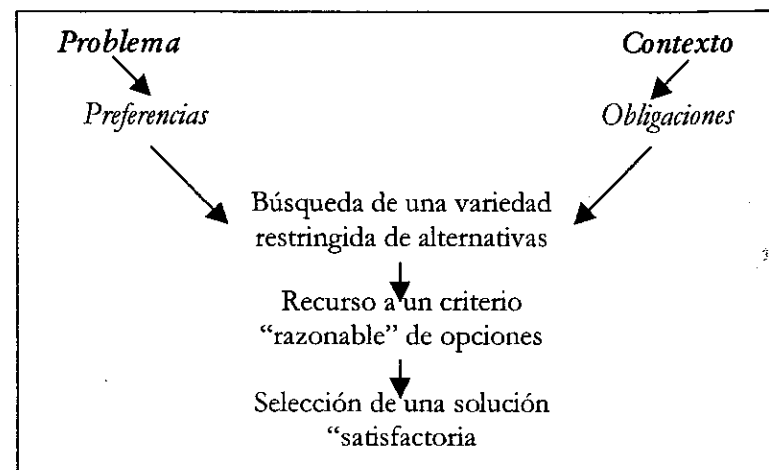 Problema
Contexto
Preferencias
Obligaciones
Búsqueda de una variedad
restringida de alternativas
Recurso a un criterio
“razonable” de opciones
Selección de una solución
“satisfactoria